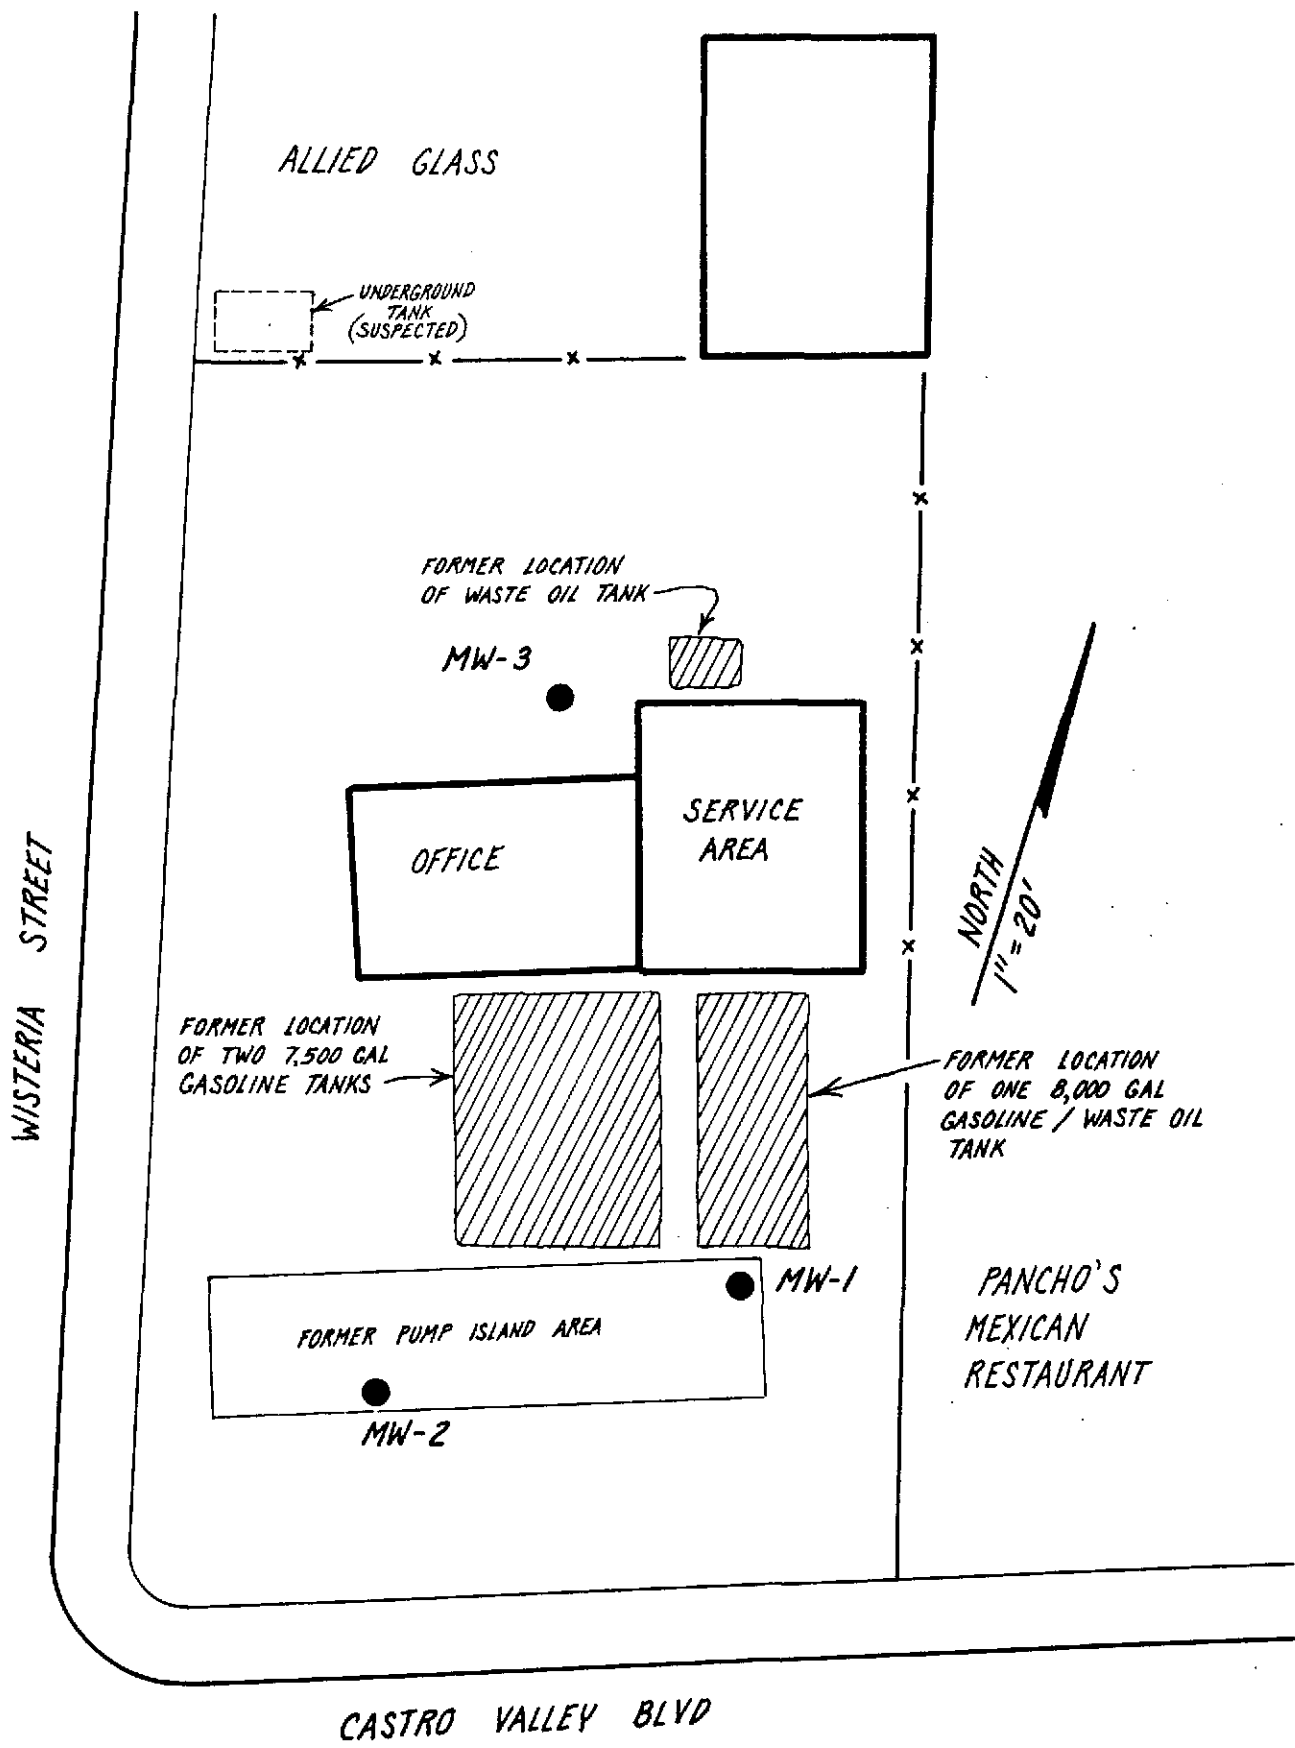 ALLIED GLASS
UNDERGROUND
TANK
(SUSPECTED)
FORMER LOCATION
OF WASTE OIL TANK
MW-3
SERVICE
AREA
OFFICE
NORTH
1" = 20'
WISTERIA STREET
FORMER LOCATION
OF TWO 7,500 GAL
GASOLINE TANKS
FORMER LOCATION
OF ONE 8,000 GAL
GASOLINE / WASTE OIL
TANK
MW-1
PANCHO'S
MEXICAN
RESTAURANT
FORMER PUMP ISLAND AREA
MW-2
CASTRO VALLEY BLVD